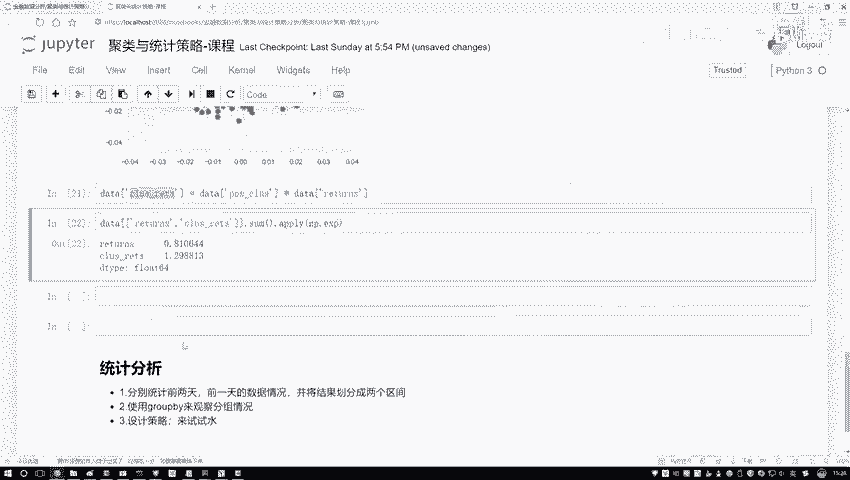 jupyter 聚类与统计策略-课程 Last Checkpoint: Last Sunday at 5:54 PM (unsaved changes)
Logout
File Edit View Insert Cell Kernel Widgets Help
Trusted
Python 3
Code
-0.02
-0.04
-0.04 -0.03 -0.02 -0.01 0.00 0.01 0.02 0.03 0.04
In [21]: data['clus_rets'] = data['pos_clus'] * data['returns']
In [22]: data[['returns','clus_rets']].sum().apply(np.exp)
Out[22]: returns 0.810644
clus_rets 1.298813
dtype: float64
In [ ]:
In [ ]:
统计分析
1.分别统计前两天，前一天的数据情况，并将结果划分成两个区间
2.使用groupby来观察分组情况
3.设计策略；来试试水